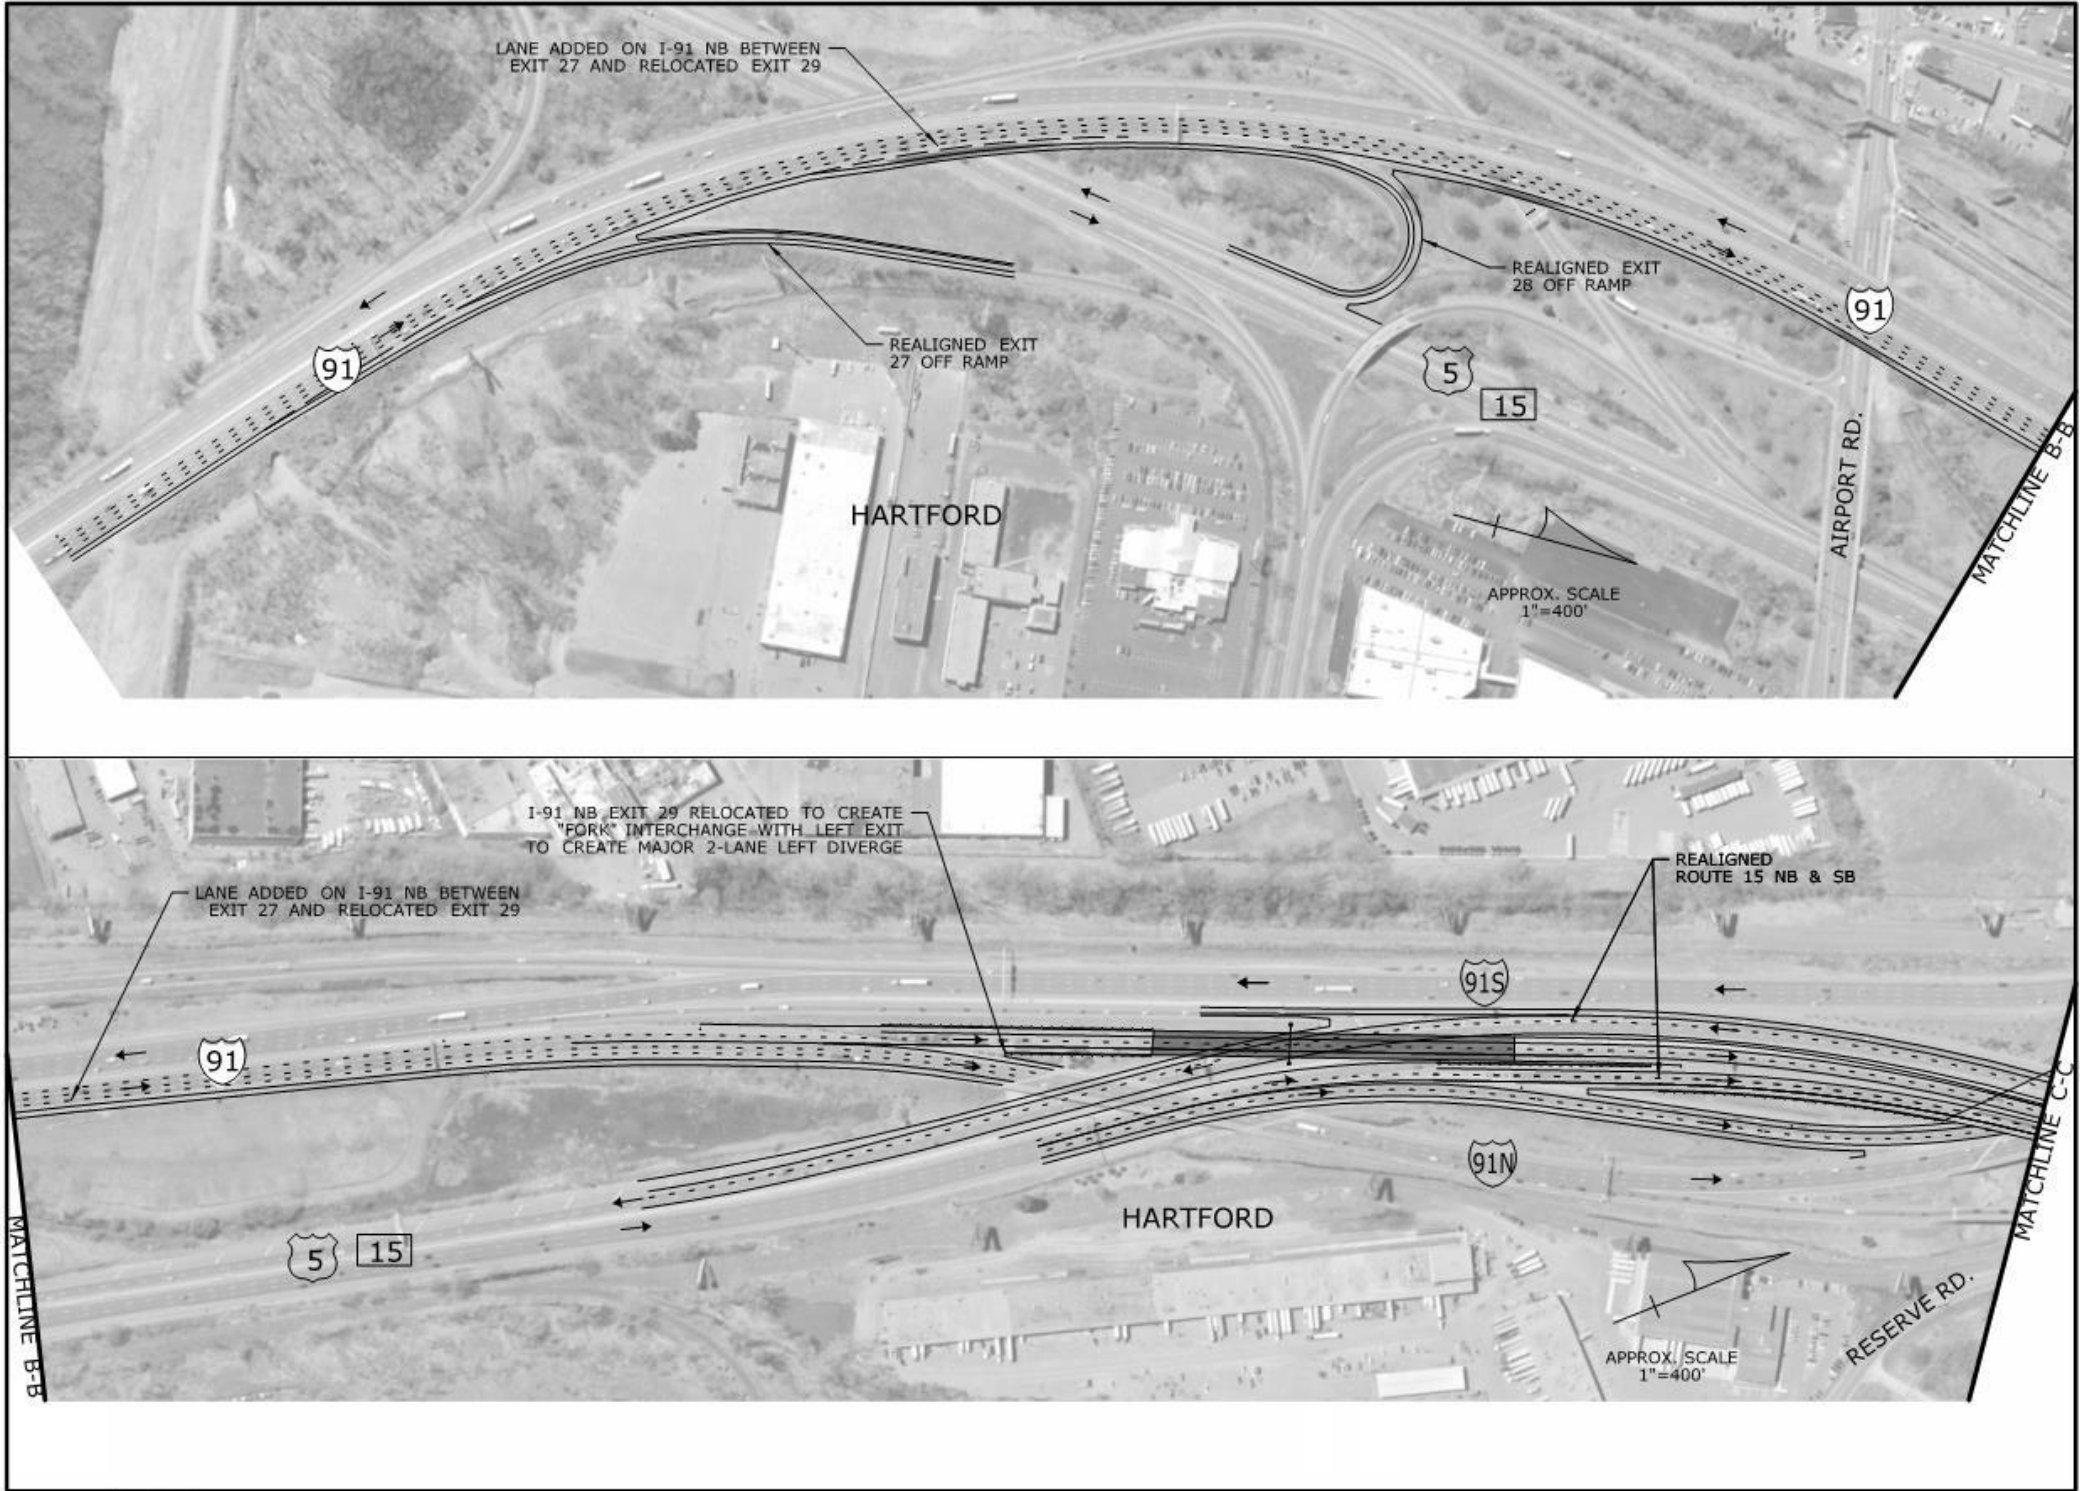 LANE ADDED ON I-91 NB BETWEEN
EXIT 27 AND RELOCATED EXIT 29
REALIGNED EXIT
28 OFF RAMP
91
91
REALIGNED EXIT
27 OFF RAMP
5
15
HARTFORD
AIRPORT RD.
MATCHLINE B-B
APPROX. SCALE
1"=400'
I-91 NB EXIT 29 RELOCATED TO CREATE
"FORK" INTERCHANGE WITH LEFT EXIT
TO CREATE MAJOR 2-LANE LEFT DIVERGE
REALIGNED
ROUTE 15 NB & SB
LANE ADDED ON I-91 NB BETWEEN
EXIT 27 AND RELOCATED EXIT 29
91S
91
91N
HARTFORD
5
15
MATCHLINE B-B
MATCHLINE C-C
RESERVE RD.
APPROX. SCALE
1"=400'